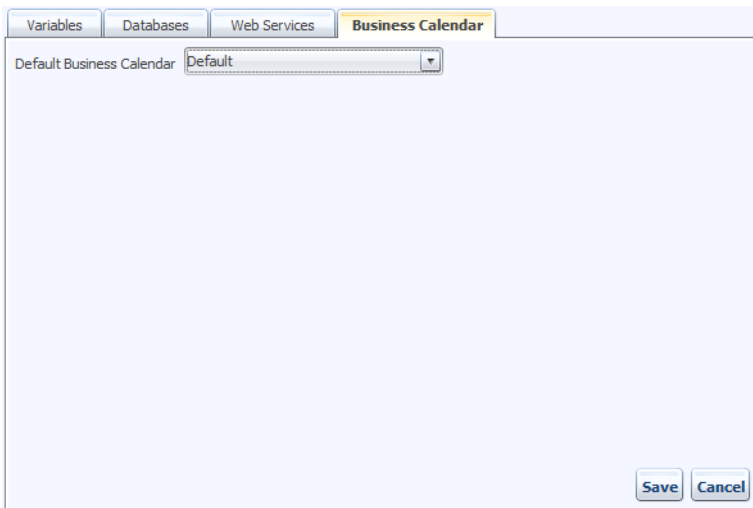 Variables Databases Web Services Business Calendar
Default Business Calendar Default
Save Cancel